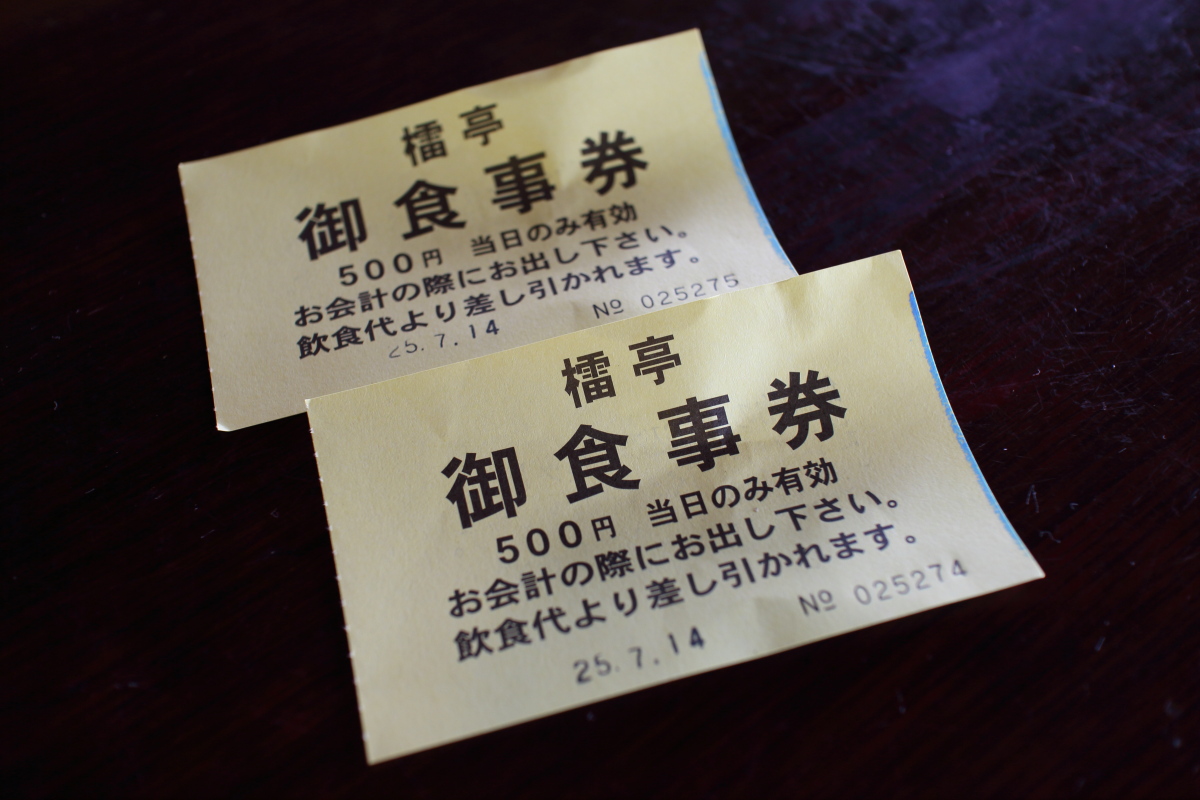 櫺亭
御食事券
500円 当日のみ有効
お会計の際にお出し下さい。
飲食代より差し引かれます。
25.7.14 № 025275
櫺亭
御食事券
500円 当日のみ有効
お会計の際にお出し下さい。
飲食代より差し引かれます。
25.7.14 № 025274